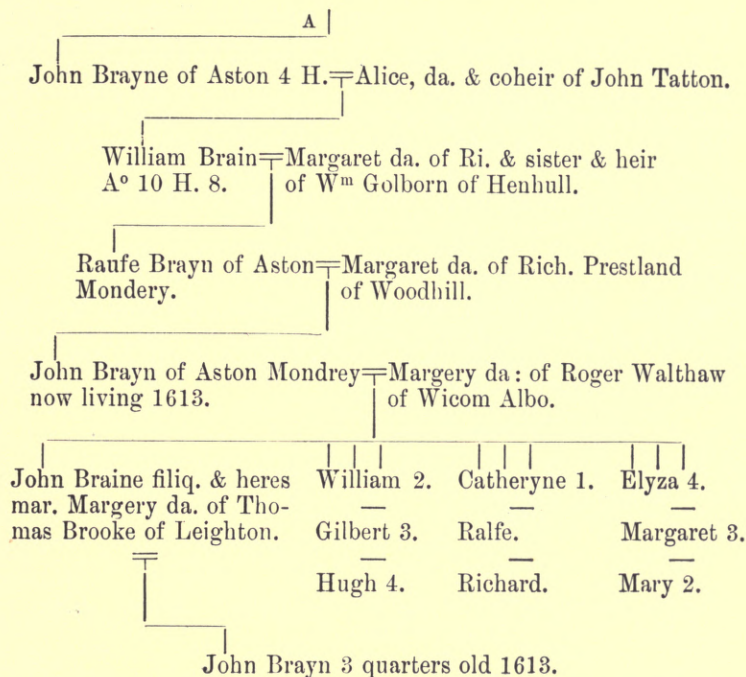 A
John Brayne of Aston 4 H.=Alice, da. & coheir of John Tatton.
William Brain=Margaret da. of Ri. & sister & heir
Aº 10 H. 8. of Wᵐ Golborn of Henhull.
Raufe Brayn of Aston=Margaret da. of Rich. Prestland
Mondery. of Woodhill.
John Brayn of Aston Mondrey=Margery da: of Roger Walthaw
now living 1613. of Wicom Albo.
John Braine filiq. & heres William 2. Catheryne 1. Elyza 4.
mar. Margery da. of Tho-
mas Brooke of Leighton. Gilbert 3. Ralfe. Margaret 3.
Hugh 4. Richard. Mary 2.
John Brayn 3 quarters old 1613.